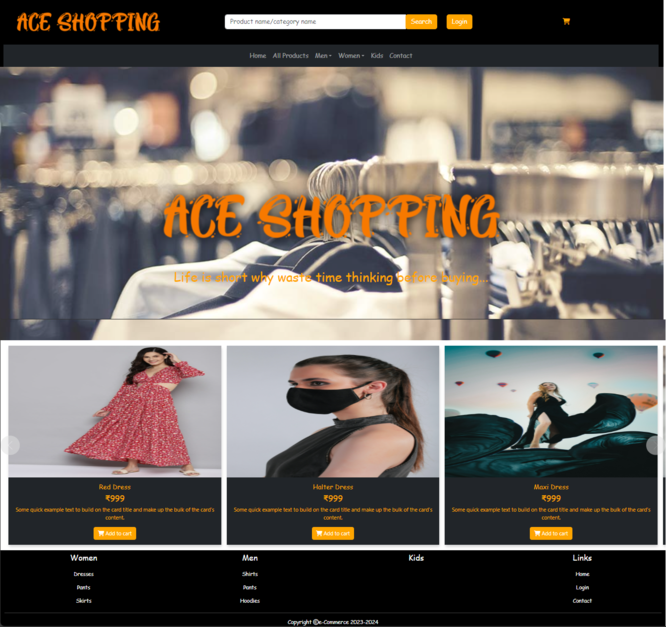 ACE SHOPPING
Product name/category name
Search
Login
Home All Products Men Women Kids Contact
ACE SHOPPING
Life is short why waste time thinking before buying...
Red Dress
₹999
Some quick example text to build on the card title and make up the bulk of the card's
content.
Add to cart
Halter Dress
₹999
Some quick example text to build on the card title and make up the bulk of the card's
content.
Add to cart
Maxi Dress
₹999
Some quick example text to build on the card title and make up the bulk of the card's
content.
Add to cart
Women
Dresses
Pants
Skirts
Men
Shirts
Pants
Hoodies
Kids
Links
Home
Login
Contact
Copyright ©e-Commerce 2023-2024